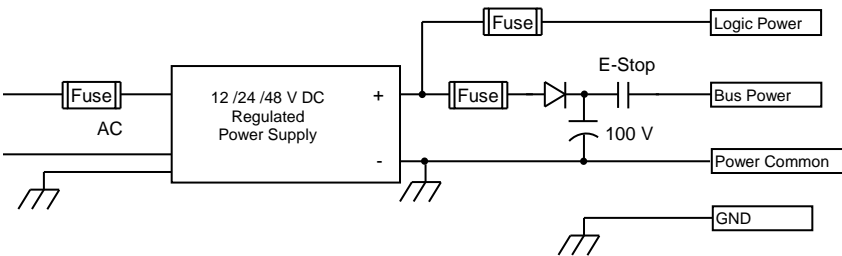 Fuse
Logic Power
E-Stop
Fuse
AC
12 /24 /48 V DC
Regulated
Power Supply
+
-
Fuse
100 V
Bus Power
Power Common
GND